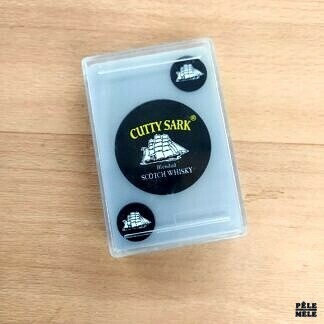 CUTTY SARK®
Blended
SCOTCH WHISKY
PÊLE
MÊLE